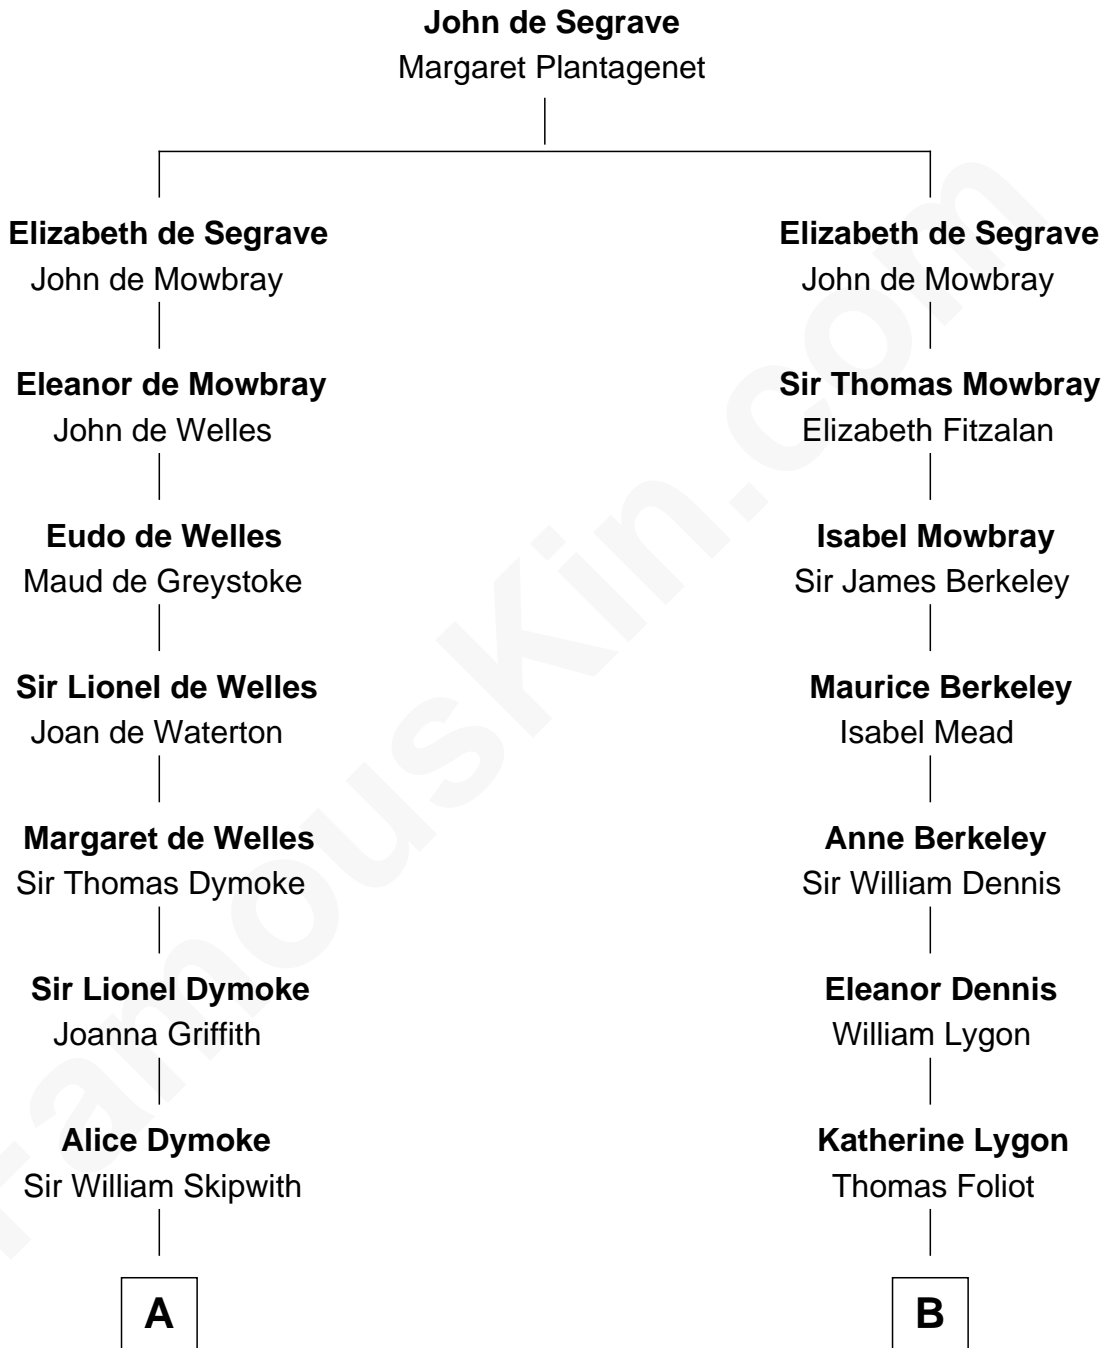 John de Segrave
Margaret Plantagenet
Elizabeth de Segrave
John de Mowbray
Eleanor de Mowbray
John de Welles
Eudo de Welles
Maud de Greystoke
Sir Lionel de Welles
Joan de Waterton
Margaret de Welles
Sir Thomas Dymoke
Sir Lionel Dymoke
Joanna Griffith
Alice Dymoke
Sir William Skipwith
A
Elizabeth de Segrave
John de Mowbray
Sir Thomas Mowbray
Elizabeth Fitzalan
Isabel Mowbray
Sir James Berkeley
Maurice Berkeley
Isabel Mead
Anne Berkeley
Sir William Dennis
Eleanor Dennis
William Lygon
Katherine Lygon
Thomas Foliot
B
FamousKin.com